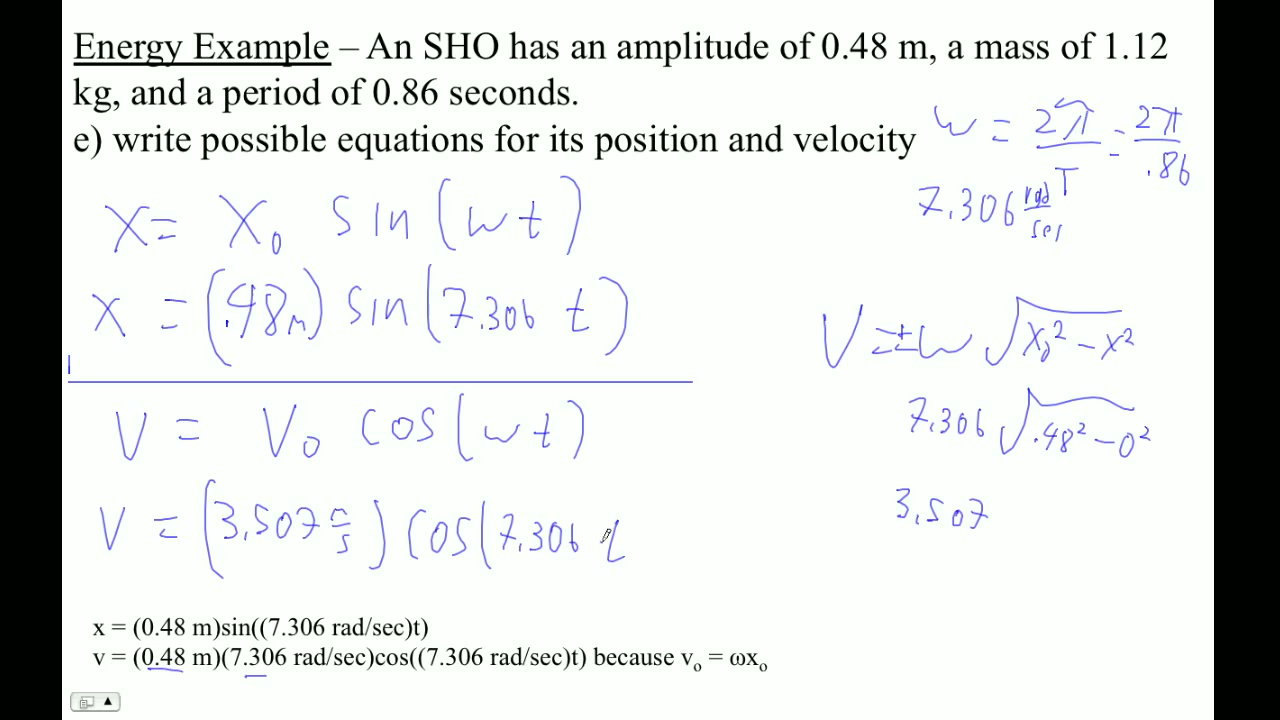 Energy Example – An SHO has an amplitude of 0.48 m, a mass of 1.12
kg, and a period of 0.86 seconds.
e) write possible equations for its position and velocity
w = 2π/T = 2π/.86
7.306 rad/sec
x = x₀ sin(wt)
x = (.48m) sin(7.306 t)
V = ±w √(x₀² – x²)
7.306 √(.48² – 0²)
3.507
V = V₀ cos(wt)
V = (3.507 m/s) cos(7.306 t
x = (0.48 m)sin((7.306 rad/sec)t)
v = (0.48 m)(7.306 rad/sec)cos((7.306 rad/sec)t) because vₒ = ωxₒ